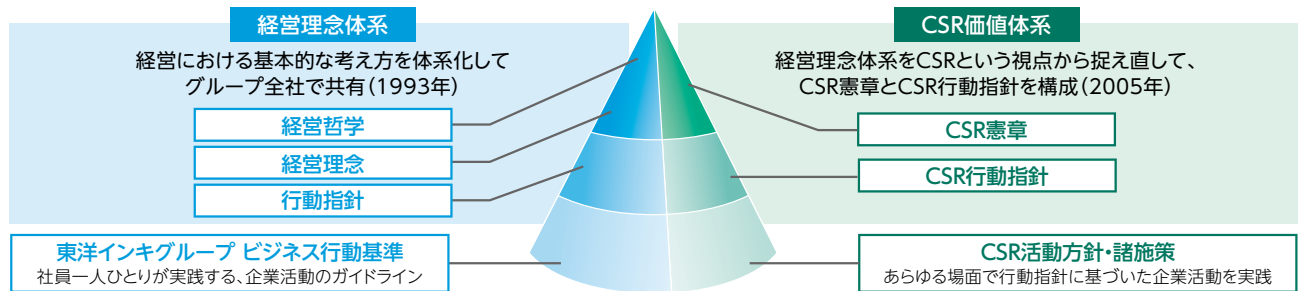 経営理念体系
経営における基本的な考え方を体系化して
グループ全社で共有(1993年)
経営哲学
経営理念
行動指針
東洋インキグループ ビジネス行動基準
社員一人ひとりが実践する、企業活動のガイドライン
CSR価値体系
経営理念体系をCSRという視点から捉え直して、
CSR憲章とCSR行動指針を構成(2005年)
CSR憲章
CSR行動指針
CSR活動方針・諸施策
あらゆる場面で行動指針に基づいた企業活動を実践